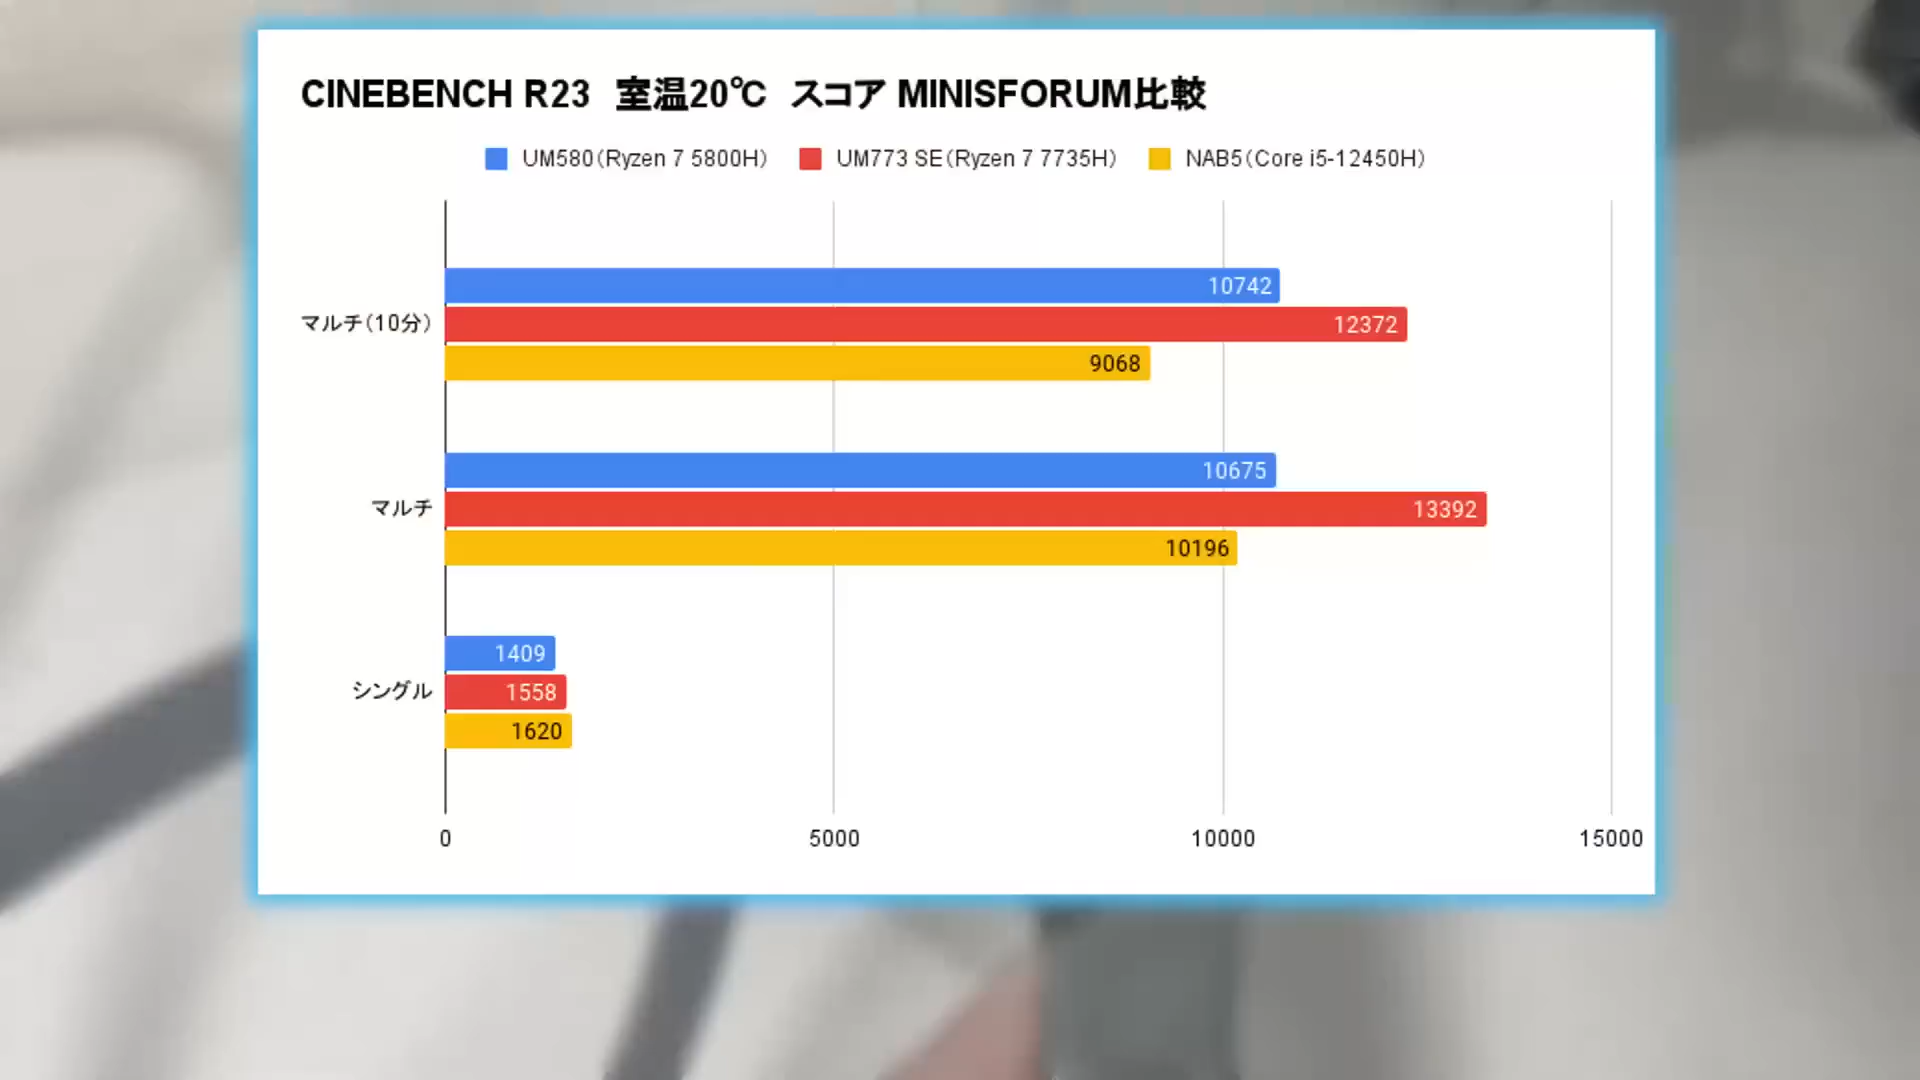 CINEBENCH R23　室温20℃　スコア MINISFORUM比較
UM580（Ryzen 7 5800H） UM773 SE（Ryzen 7 7735H） NAB5（Core i5-12450H）
マルチ（10分）
10742
12372
9068
マルチ
10675
13392
10196
シングル
1409
1558
1620
0 5000 10000 15000